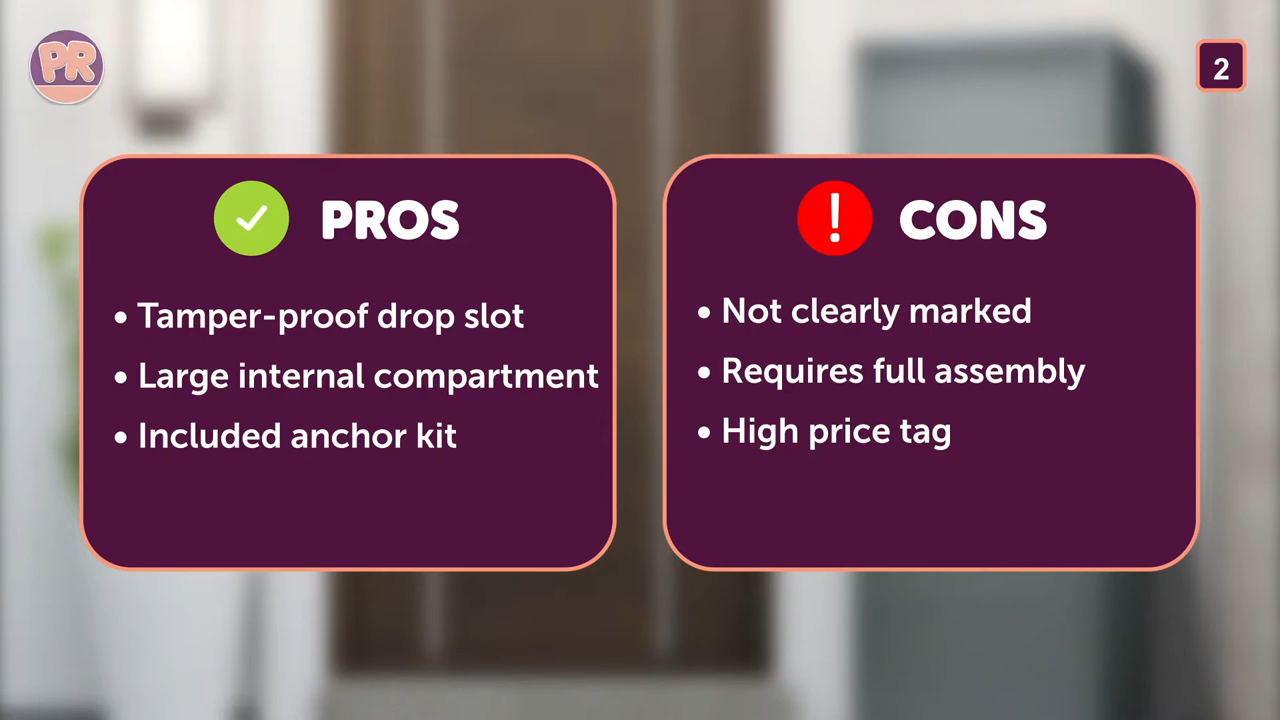 PR
2
PROS
• Tamper-proof drop slot
• Large internal compartment
• Included anchor kit
CONS
• Not clearly marked
• Requires full assembly
• High price tag